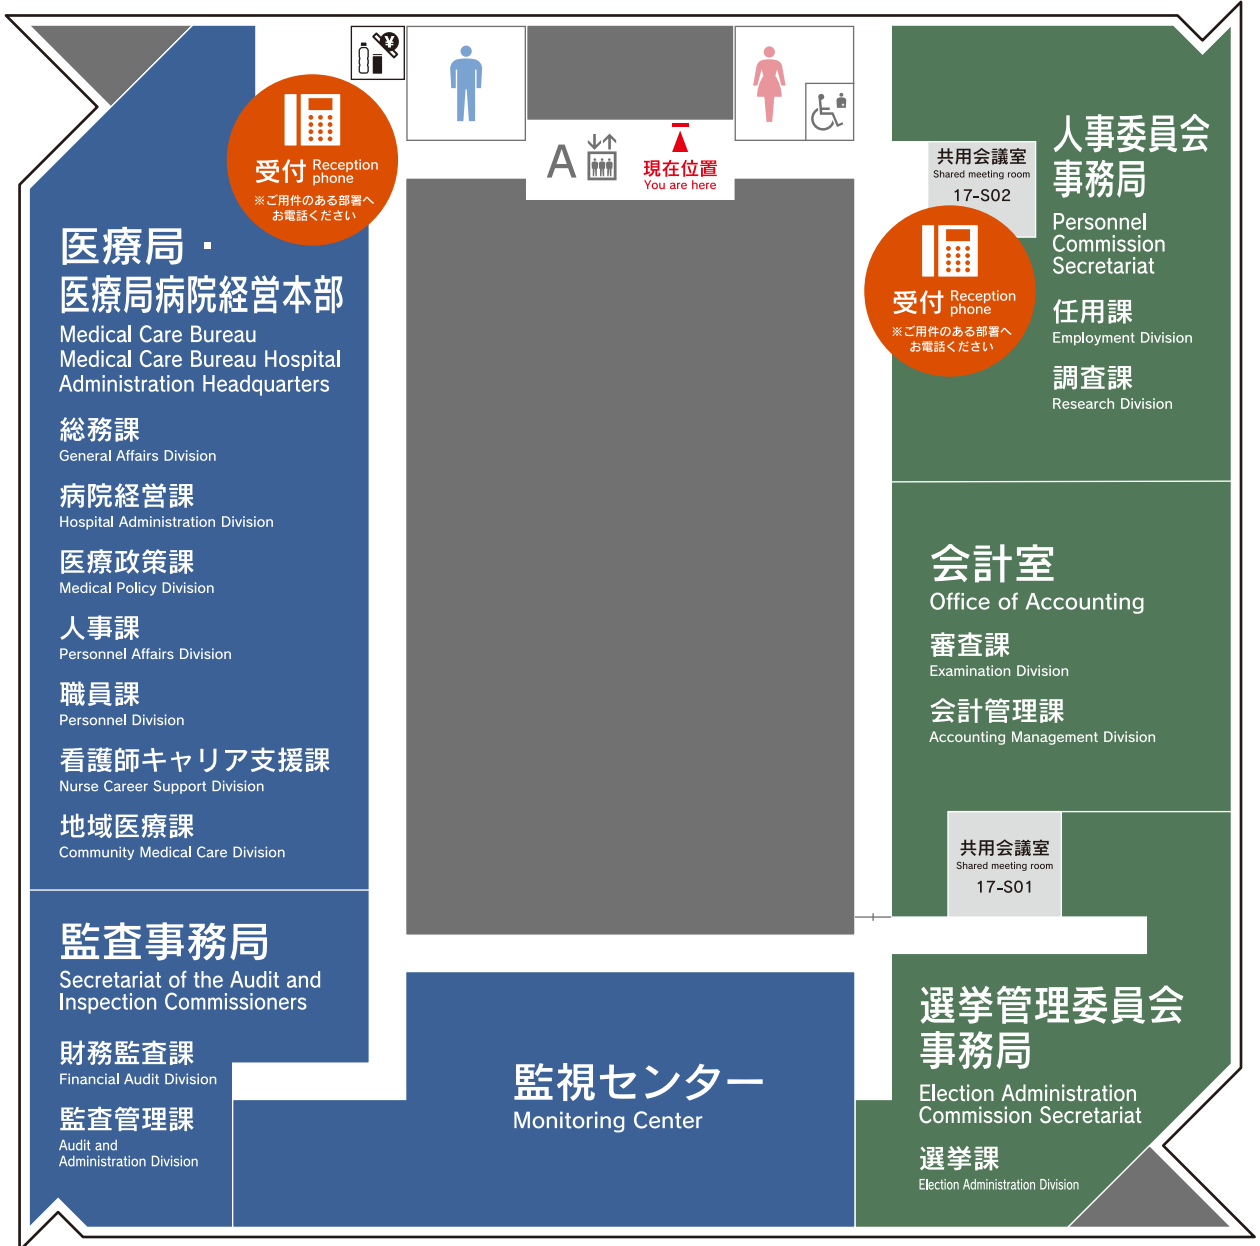 ¥
受付 Reception phone
※ご用件のある部署へ
お電話ください
A
現在位置
You are here
医療局・
医療局病院経営本部
Medical Care Bureau
Medical Care Bureau Hospital
Administration Headquarters
総務課
General Affairs Division
病院経営課
Hospital Administration Division
医療政策課
Medical Policy Division
人事課
Personnel Affairs Division
職員課
Personnel Division
看護師キャリア支援課
Nurse Career Support Division
地域医療課
Community Medical Care Division
監査事務局
Secretariat of the Audit and
Inspection Commissioners
財務監査課
Financial Audit Division
監査管理課
Audit and
Administration Division
監視センター
Monitoring Center
共用会議室
Shared meeting room
17-S02
受付 Reception phone
※ご用件のある部署へ
お電話ください
人事委員会
事務局
Personnel
Commission
Secretariat
任用課
Employment Division
調査課
Research Division
会計室
Office of Accounting
審査課
Examination Division
会計管理課
Accounting Management Division
共用会議室
Shared meeting room
17-S01
選挙管理委員会
事務局
Election Administration
Commission Secretariat
選挙課
Election Administration Division